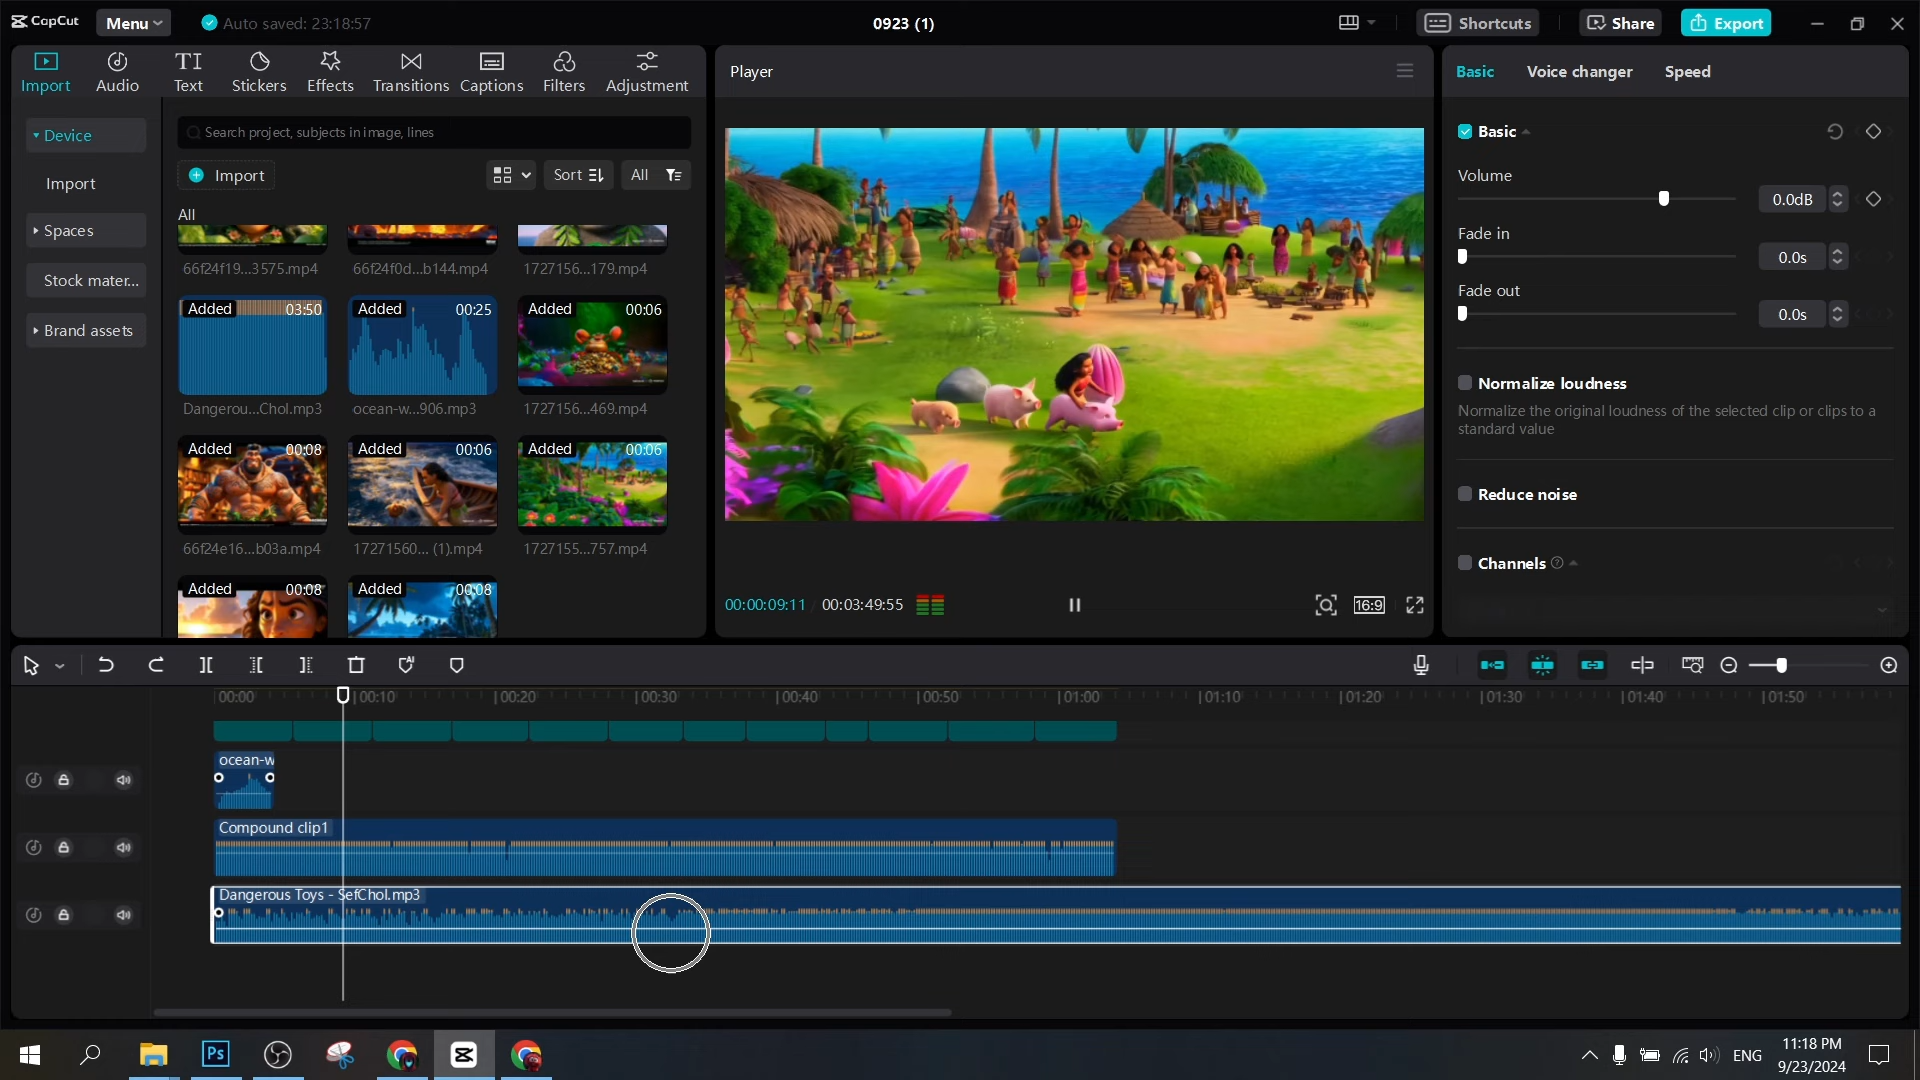 CapCut
Menu
Auto saved: 23:18:57
0923 (1)
Shortcuts
Share
Export
Import
Audio
TI
Text
Stickers
Effects
Transitions
Captions
Filters
Adjustment
Player
Basic
Voice changer
Speed
Device
Import
Spaces
Stock mater...
Brand assets
Search project, subjects in image, lines
Import
Sort
All
All
66f24f19...3575.mp4
66f24f0d...b144.mp4
1727156...179.mp4
Added
03:50
Added
00:25
Added
00:06
Dangerou...Chol.mp3
ocean-w...906.mp3
1727156...469.mp4
Added
00:08
Added
00:06
Added
00:06
66f24e16...b03a.mp4
17271560... (1).mp4
1727155...757.mp4
Added
00:08
Added
00:08
00:00:09:11
00:03:49:55
16:9
Basic
Volume
0.0dB
Fade in
0.0s
Fade out
0.0s
Normalize loudness
Normalize the original loudness of the selected clip or clips to a
standard value
Reduce noise
Channels
AI
00:00
00:10
00:20
00:30
00:40
00:50
01:00
01:10
01:20
01:30
01:40
01:50
ocean-w
Compound clip1
Dangerous Toys - SefChol.mp3
Ps
ENG
11:18 PM
9/23/2024